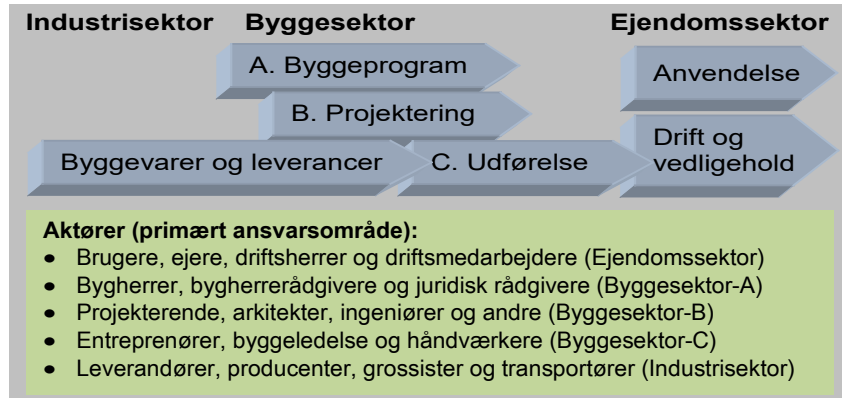 Industrisektor Byggesektor Ejendomssektor
A. Byggeprogram
Anvendelse
B. Projektering
Byggevarer og leverancer
C. Udførelse
Drift og
vedligehold
Aktører (primært ansvarsområde):
• Brugere, ejere, driftsherrer og driftsmedarbejdere (Ejendomssektor)
• Bygherrer, bygherrerådgivere og juridisk rådgivere (Byggesektor-A)
• Projekterende, arkitekter, ingeniører og andre (Byggesektor-B)
• Entreprenører, byggeledelse og håndværkere (Byggesektor-C)
• Leverandører, producenter, grossister og transportører (Industrisektor)